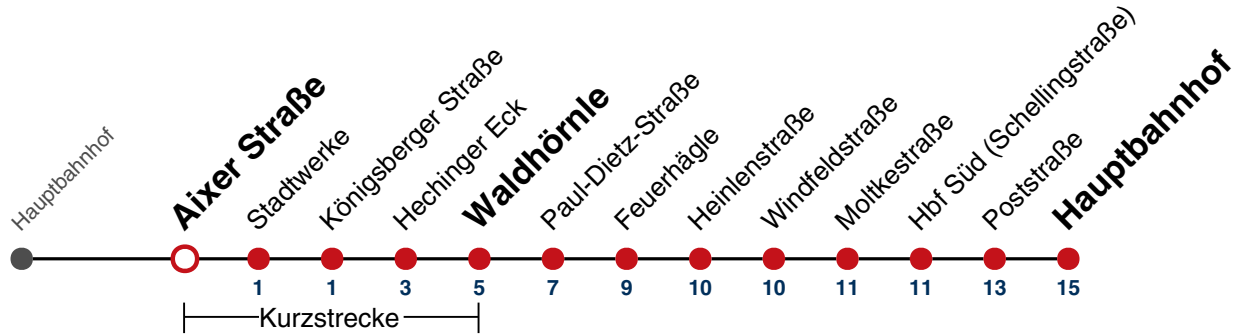 Hauptbahnhof
Aixer Straße
Stadtwerke
Königsberger Straße
Hechinger Eck
Waldhörnle
Paul-Dietz-Straße
Feuerhägle
Heinlenstraße
Windfeldstraße
Moltkestraße
Hbf Süd (Schellingstraße)
Poststraße
Hauptbahnhof
1 1 3 5 7 9 10 10 11 11 13 15
Kurzstrecke